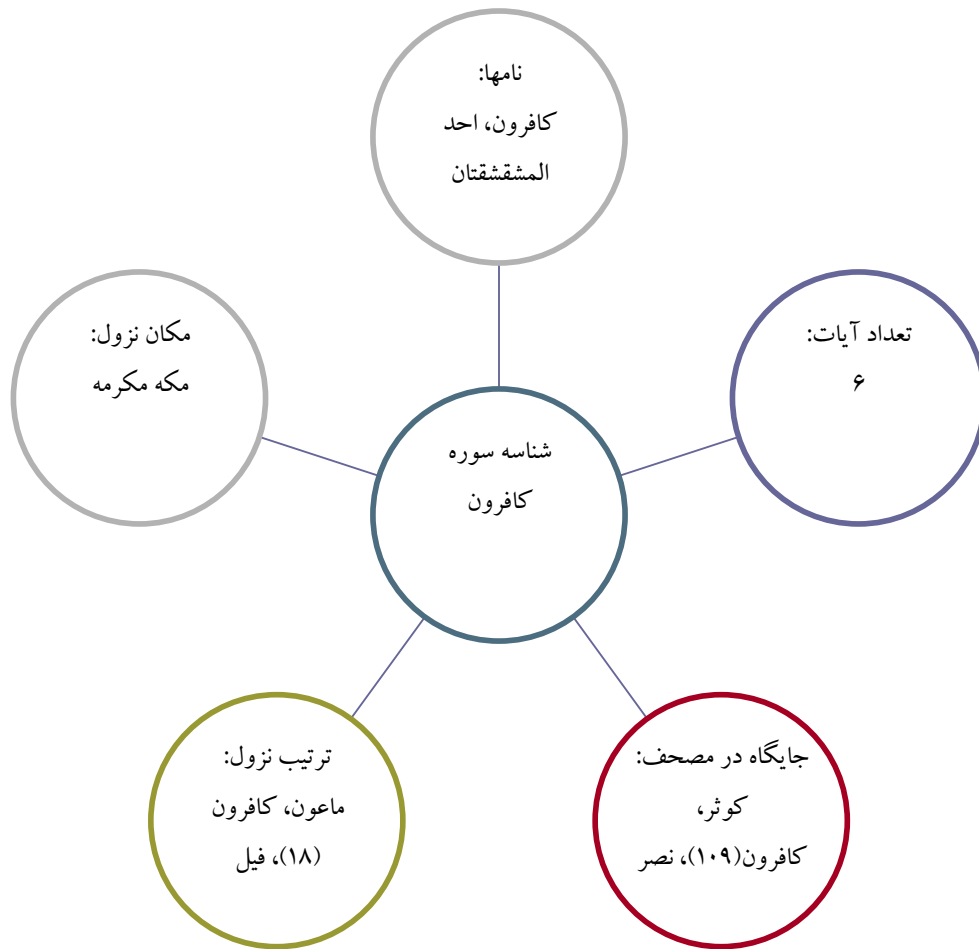 نامها:
کافرون، احد
المشقشقتان
تعداد آیات:
۶
مکان نزول:
مکه مکرمه
شناسه سوره
کافرون
جایگاه در مصحف:
کوثر،
کافرون(۱۰۹)، نصر
ترتیب نزول:
ماعون، کافرون
(۱۸)، فیل